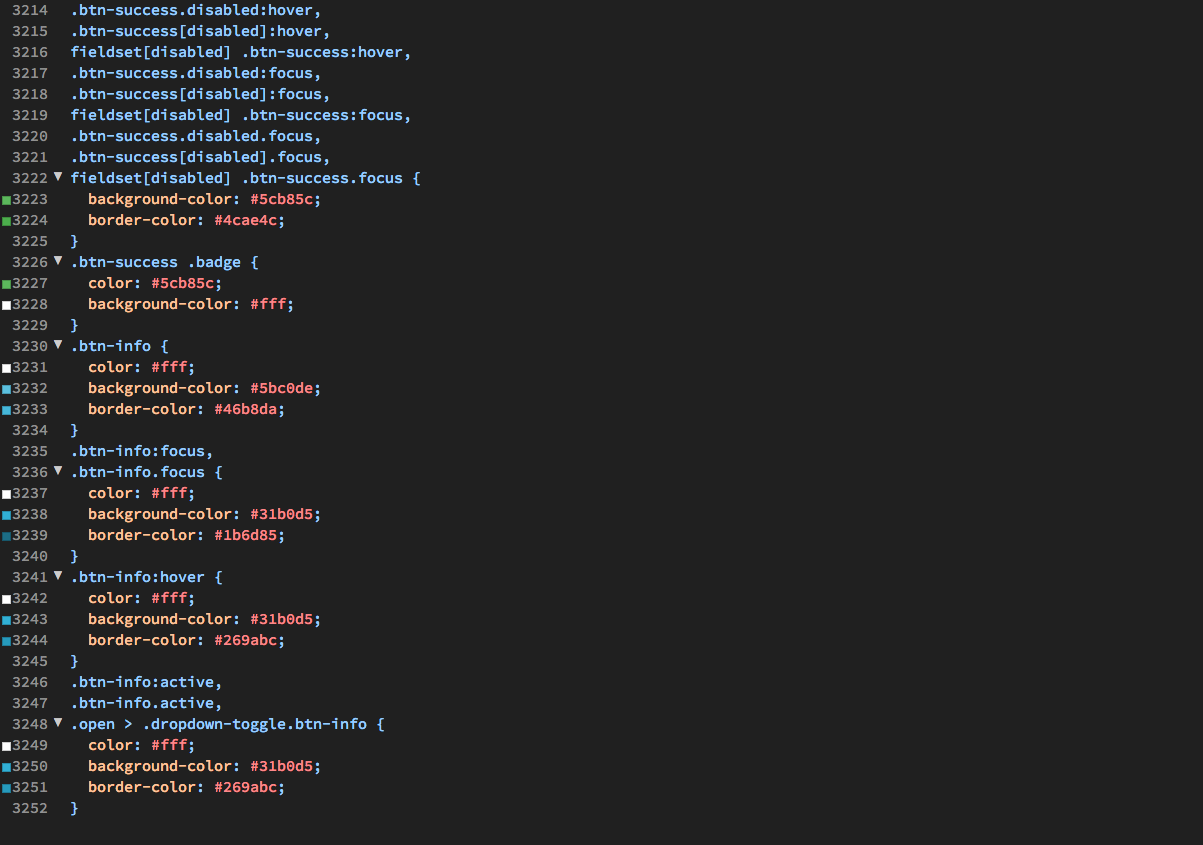 3214 .btn-success.disabled:hover,
3215 .btn-success[disabled]:hover,
3216 fieldset[disabled] .btn-success:hover,
3217 .btn-success.disabled:focus,
3218 .btn-success[disabled]:focus,
3219 fieldset[disabled] .btn-success:focus,
3220 .btn-success.disabled.focus,
3221 .btn-success[disabled].focus,
3222 fieldset[disabled] .btn-success.focus {
3223   background-color: #5cb85c;
3224   border-color: #4cae4c;
3225 }
3226 .btn-success .badge {
3227   color: #5cb85c;
3228   background-color: #fff;
3229 }
3230 .btn-info {
3231   color: #fff;
3232   background-color: #5bc0de;
3233   border-color: #46b8da;
3234 }
3235 .btn-info:focus,
3236 .btn-info.focus {
3237   color: #fff;
3238   background-color: #31b0d5;
3239   border-color: #1b6d85;
3240 }
3241 .btn-info:hover {
3242   color: #fff;
3243   background-color: #31b0d5;
3244   border-color: #269abc;
3245 }
3246 .btn-info:active,
3247 .btn-info.active,
3248 .open > .dropdown-toggle.btn-info {
3249   color: #fff;
3250   background-color: #31b0d5;
3251   border-color: #269abc;
3252 }